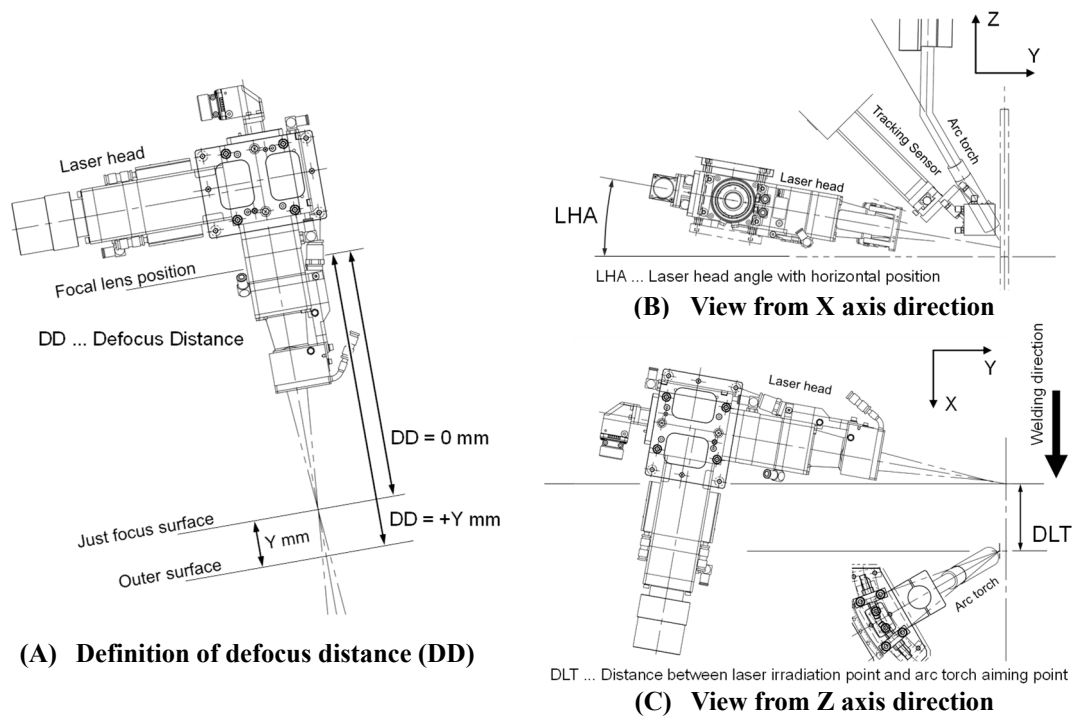 Laser head
Focal lens position
DD ... Defocus Distance
DD = 0 mm
Just focus surface
Y mm
DD = +Y mm
Outer surface
(A) Definition of defocus distance (DD)
Z
Y
Tracking Sensor
Arc torch
Laser head
LHA
LHA ... Laser head angle with horizontal position
(B) View from X axis direction
Y
X
Laser head
Welding direction
DLT
Arc torch
DLT ... Distance between laser irradiation point and arc torch aiming point
(C) View from Z axis direction